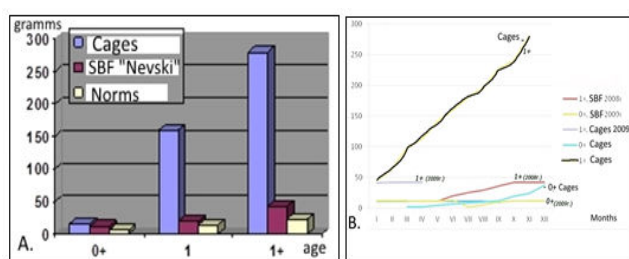 gramms
300
250
200
150
100
50
0
Cages
SBF "Nevski"
Norms
0+
1
1+
age
A.
300
250
200
150
100
50
0
Cages
1+
1+ (2009г.)
1+ (2008г.)
0+ Cages
0+ (2009г.)
I II III IV V VI VII VIII IX X XI XII
Months
1+. SBF 2008г.
0+. SBF 2009г.
1+. Cages 2009
0+. Cages
1+ Cages
B.